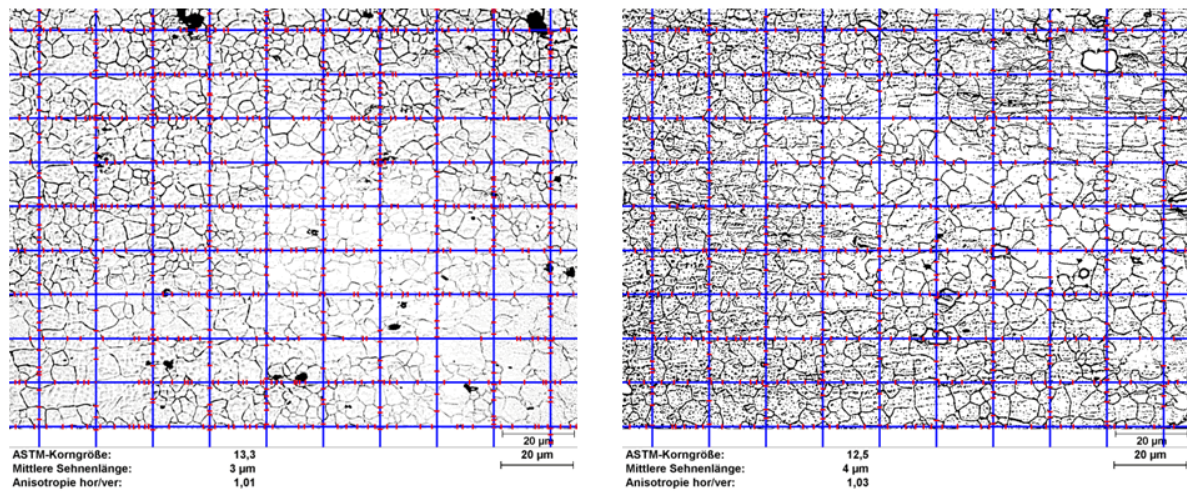 20 µm
ASTM-Korngröße: 13,3 20 µm
Mittlere Sehnenlänge: 3 µm
Anisotropie hor/ver: 1,01
20 µm
ASTM-Korngröße: 12,5 20 µm
Mittlere Sehnenlänge: 4 µm
Anisotropie hor/ver: 1,03